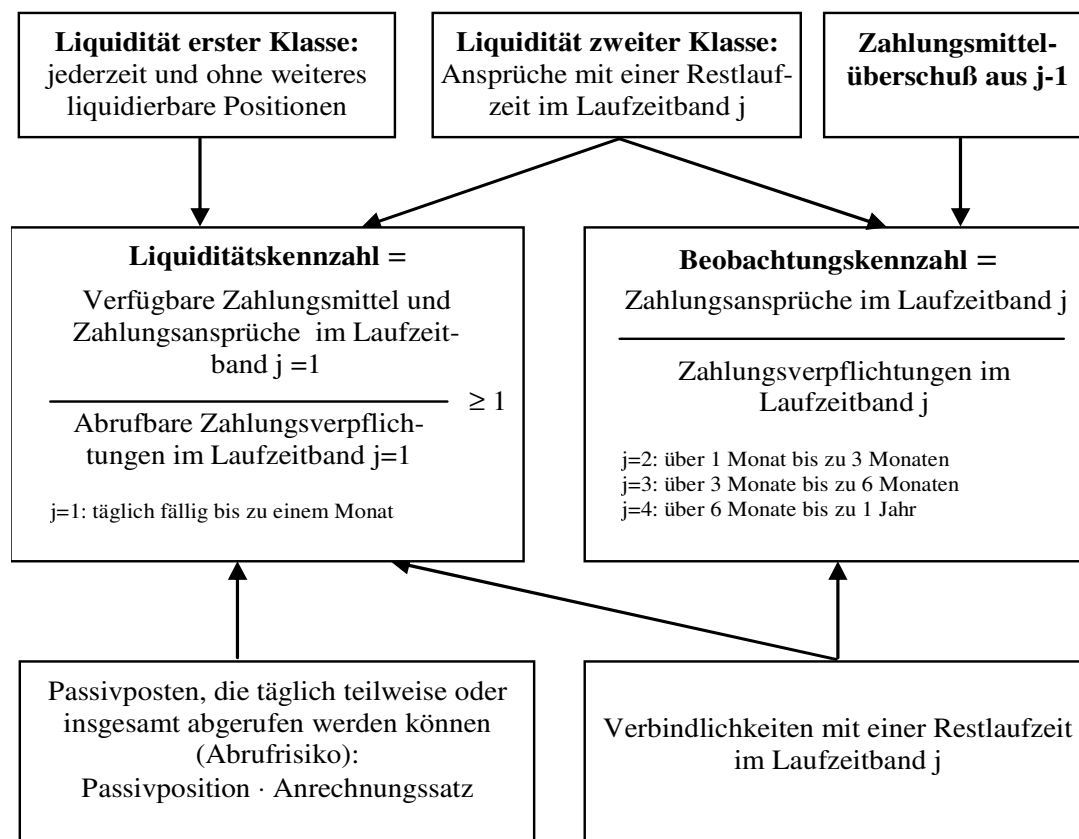 Liquidität erster Klasse:
jederzeit und ohne weiteres
liquidierbare Positionen
Liquidität zweiter Klasse:
Ansprüche mit einer Restlauf-
zeit im Laufzeitband j
Zahlungsmittel-
überschuß aus j-1
Liquiditätskennzahl =
Verfügbare Zahlungsmittel und
Zahlungsansprüche im Laufzeit-
band j =1
Abrufbare Zahlungsverpflich-
tungen im Laufzeitband j=1
≥ 1
j=1: täglich fällig bis zu einem Monat
Beobachtungskennzahl =
Zahlungsansprüche im Laufzeitband j
Zahlungsverpflichtungen im
Laufzeitband j
j=2: über 1 Monat bis zu 3 Monaten
j=3: über 3 Monate bis zu 6 Monaten
j=4: über 6 Monate bis zu 1 Jahr
Passivposten, die täglich teilweise oder
insgesamt abgerufen werden können
(Abrufrisiko):
Passivposition · Anrechnungssatz
Verbindlichkeiten mit einer Restlaufzeit
im Laufzeitband j